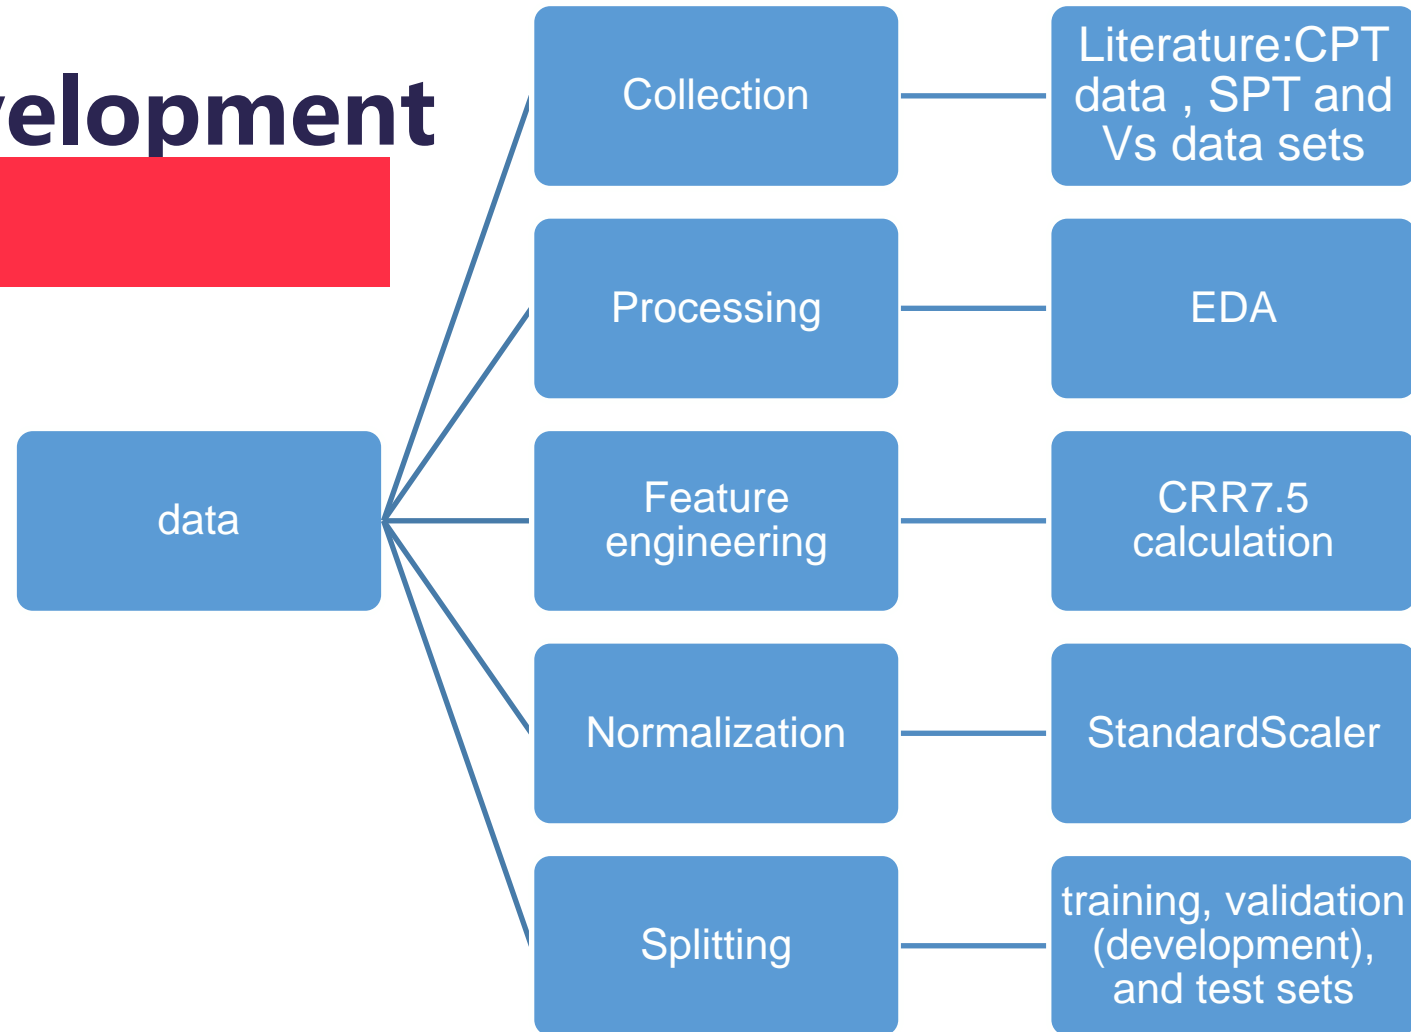 velopment
Collection
Literature:CPT
data , SPT and
Vs data sets
Processing
EDA
data
Feature
engineering
CRR7.5
calculation
Normalization
StandardScaler
Splitting
training, validation
(development),
and test sets